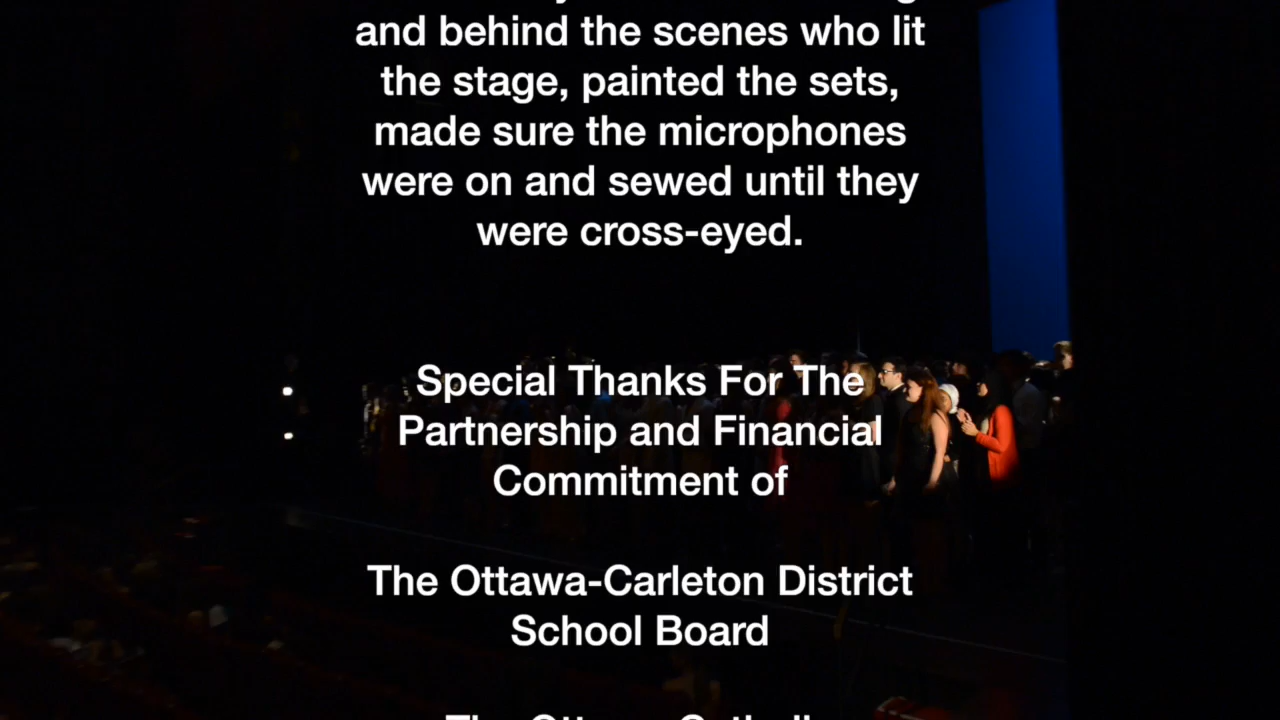 and behind the scenes who lit
the stage, painted the sets,
made sure the microphones
were on and sewed until they
were cross-eyed.
Special Thanks For The
Partnership and Financial
Commitment of
The Ottawa-Carleton District
School Board